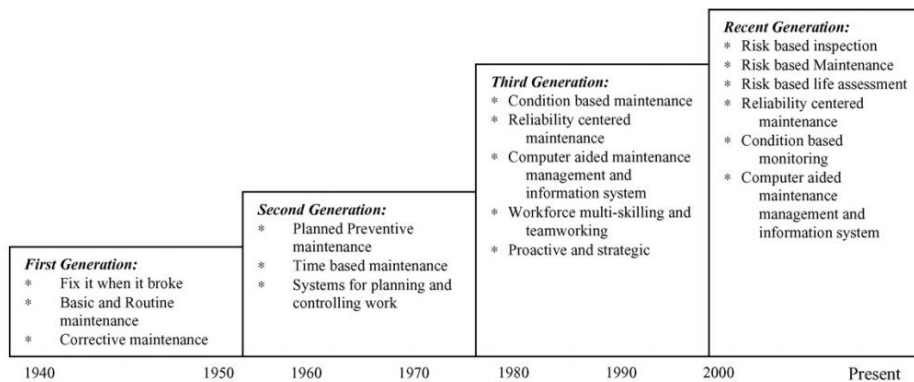 First Generation:
* Fix it when it broke
* Basic and Routine
maintenance
* Corrective maintenance
Second Generation:
* Planned Preventive
maintenance
* Time based maintenance
* Systems for planning and
controlling work
Third Generation:
* Condition based maintenance
* Reliability centered
maintenance
* Computer aided maintenance
management and
information system
* Workforce multi-skilling and
teamworking
* Proactive and strategic
Recent Generation:
* Risk based inspection
* Risk based Maintenance
* Risk based life assessment
* Reliability centered
maintenance
* Condition based
monitoring
* Computer aided
maintenance
management and
information system
1940 1950 1960 1970 1980 1990 2000 Present